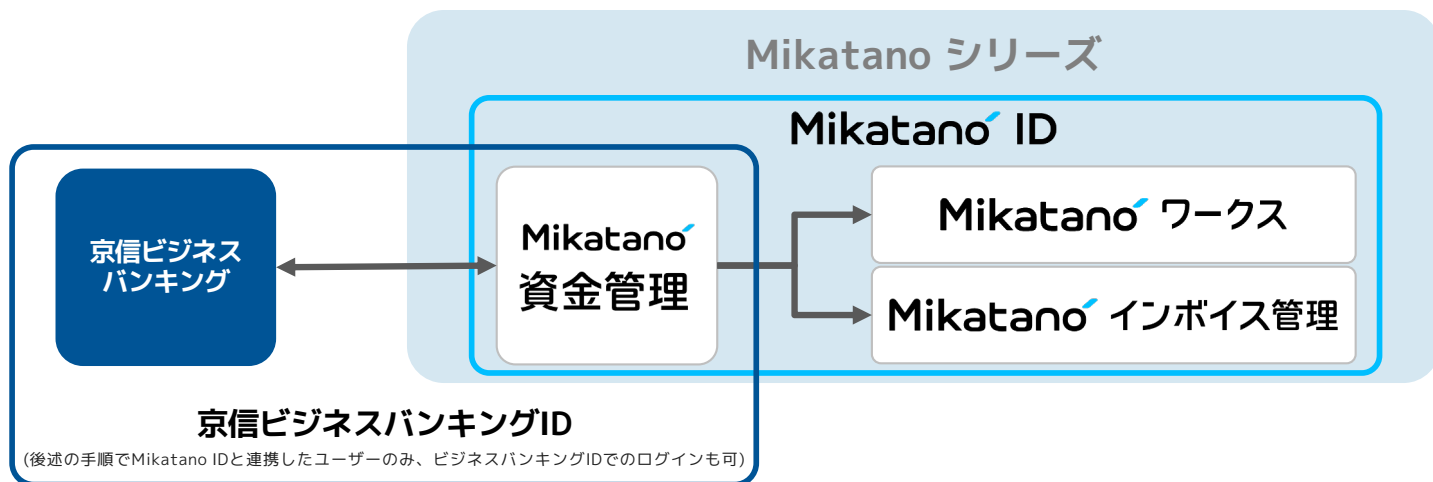 Mikatano シリーズ
Mikatano ID
京信ビジネス
バンキング
Mikatano
資金管理
Mikatano ワークス
Mikatano インボイス管理
京信ビジネスバンキングID
(後述の手順でMikatano IDと連携したユーザーのみ、ビジネスバンキングIDでのログインも可)